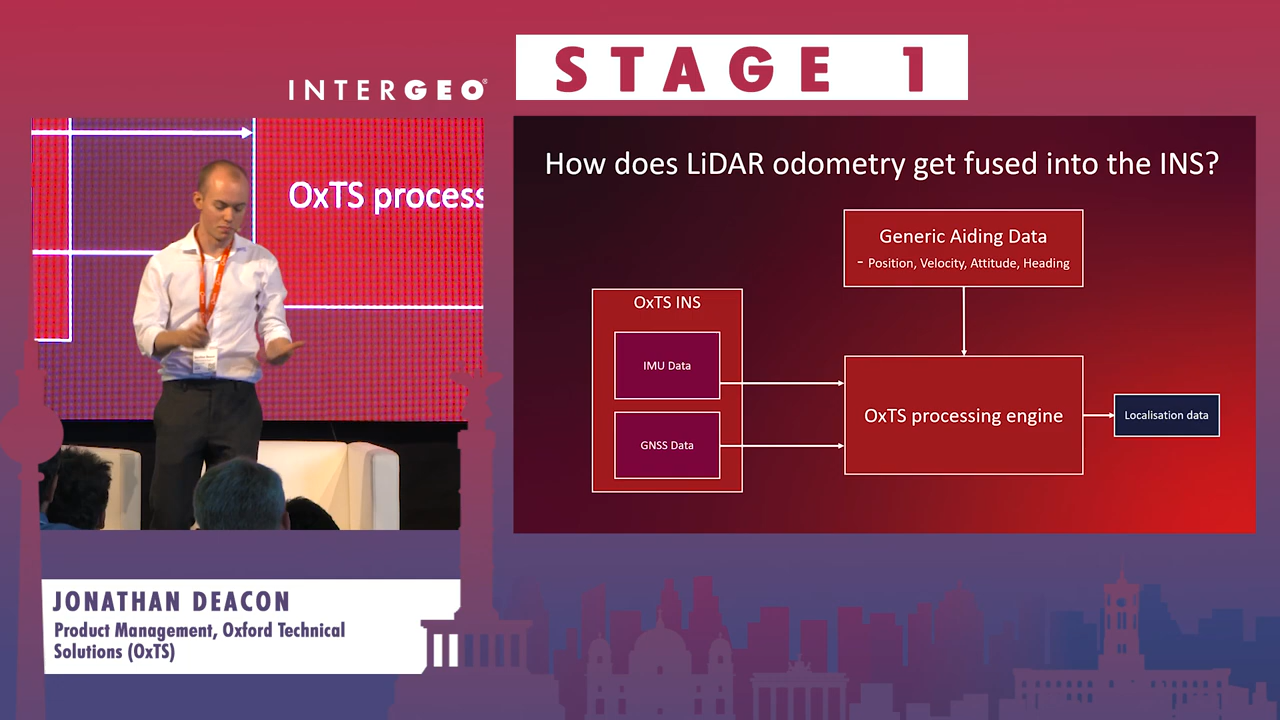 INTERGEO®
STAGE 1
OxTS process
JONATHAN DEACON
Product Management, Oxford Technical
Solutions (OxTS)
How does LiDAR odometry get fused into the INS?
Generic Aiding Data
- Position, Velocity, Attitude, Heading
OxTS INS
IMU Data
GNSS Data
OxTS processing engine
Localisation data